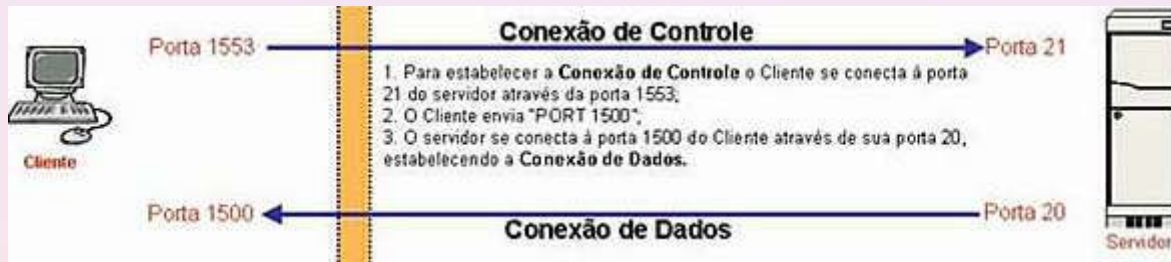 Conexão de Controle
Porta 1553
Porta 21
1. Para estabelecer a Conexão de Controle o Cliente se conecta à porta
21 do servidor através da porta 1553;
2. O Cliente envia "PORT 1500";
3. O servidor se conecta à porta 1500 do Cliente através de sua porta 20,
estabelecendo a Conexão de Dados.
Cliente
Porta 1500
Porta 20
Conexão de Dados
Servidor